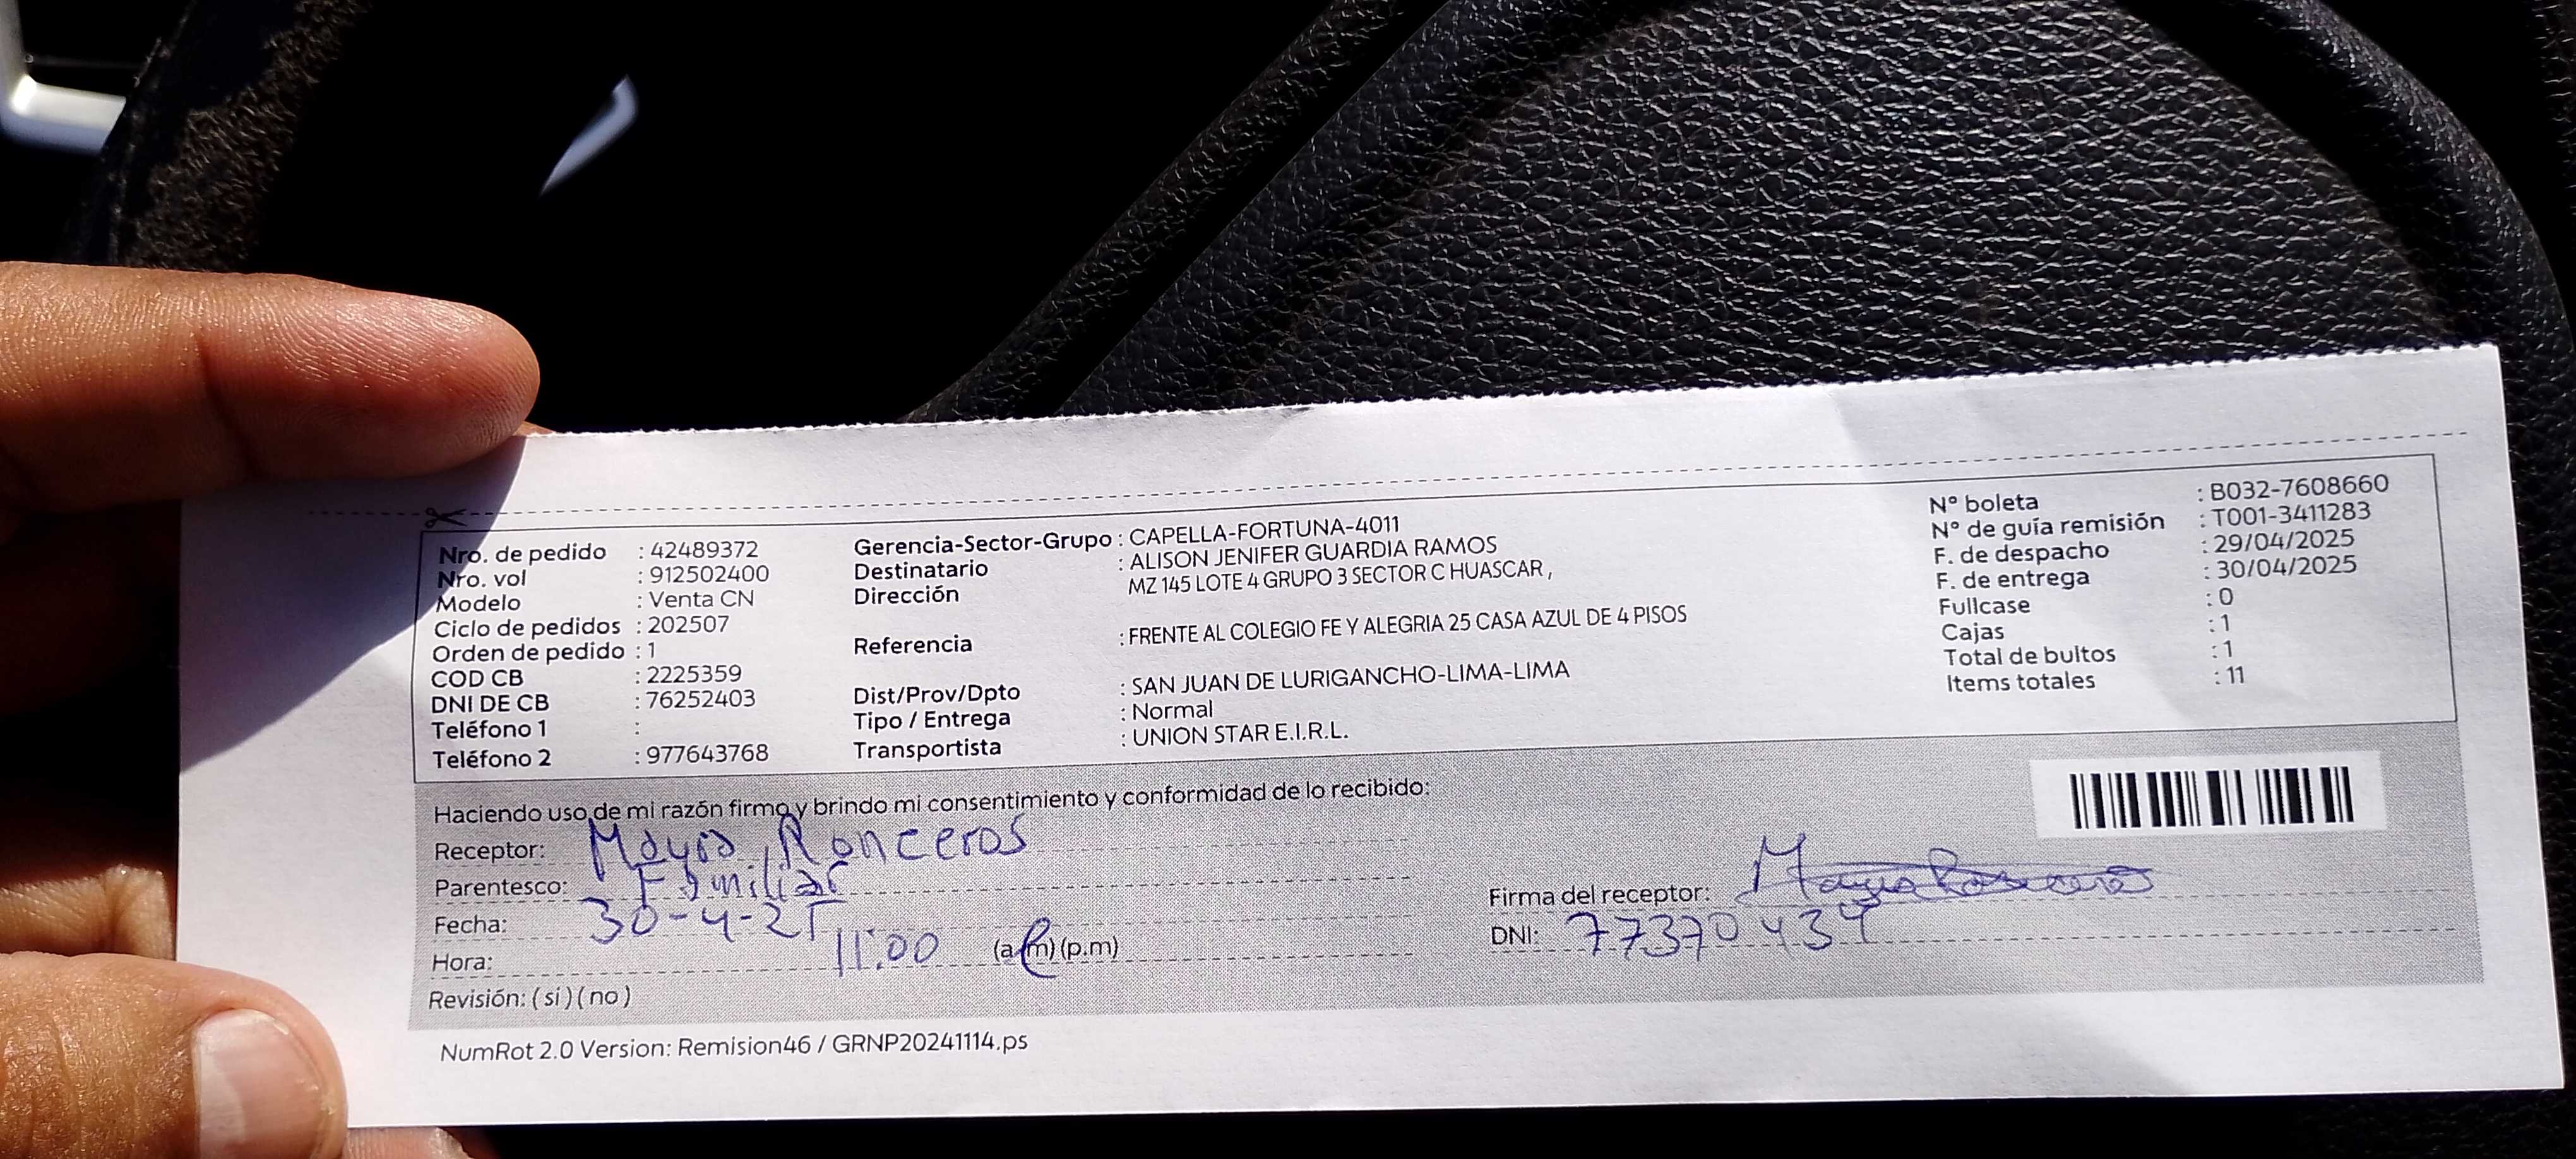 Nro. de pedido : 42489372
Nro. vol : 912502400
Modelo : Venta CN
Ciclo de pedidos : 202507
Orden de pedido : 1
COD CB : 2225359
DNI DE CB : 76252403
Teléfono 1 :
Teléfono 2 : 977643768
Gerencia-Sector-Grupo : CAPELLA-FORTUNA-4011
Destinatario : ALISON JENIFER GUARDIA RAMOS
Dirección MZ 145 LOTE 4 GRUPO 3 SECTOR C HUASCAR ,
Referencia : FRENTE AL COLEGIO FE Y ALEGRIA 25 CASA AZUL DE 4 PISOS
Dist/Prov/Dpto : SAN JUAN DE LURIGANCHO-LIMA-LIMA
Tipo / Entrega : Normal
Transportista : UNION STAR E.I.R.L.
N° boleta : B032-7608660
N° de guía remisión : T001-3411283
F. de despacho : 29/04/2025
F. de entrega : 30/04/2025
Fullcase : 0
Cajas : 1
Total de bultos : 1
Items totales : 11
Haciendo uso de mi razón firmo y brindo mi consentimiento y conformidad de lo recibido:
Receptor: Mayra Ronceros
Parentesco: Familiar
Fecha: 30-4-25
Hora: 11:00 (a.m) (p.m)
Revisión: ( si ) ( no )
Firma del receptor: Mayra Ronceros
DNI: 77370434
NumRot 2.0 Version: Remision46 / GRNP20241114.ps